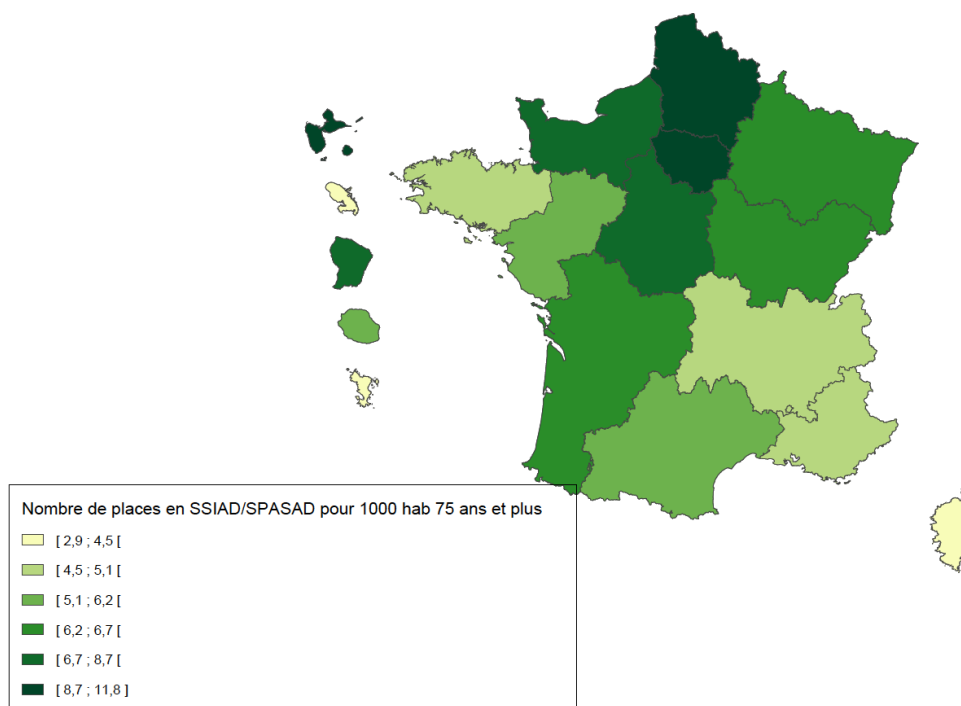 Nombre de places en SSIAD/SPASAD pour 1000 hab 75 ans et plus
[ 2,9 ; 4,5 [
[ 4,5 ; 5,1 [
[ 5,1 ; 6,2 [
[ 6,2 ; 6,7 [
[ 6,7 ; 8,7 [
[ 8,7 ; 11,8 ]